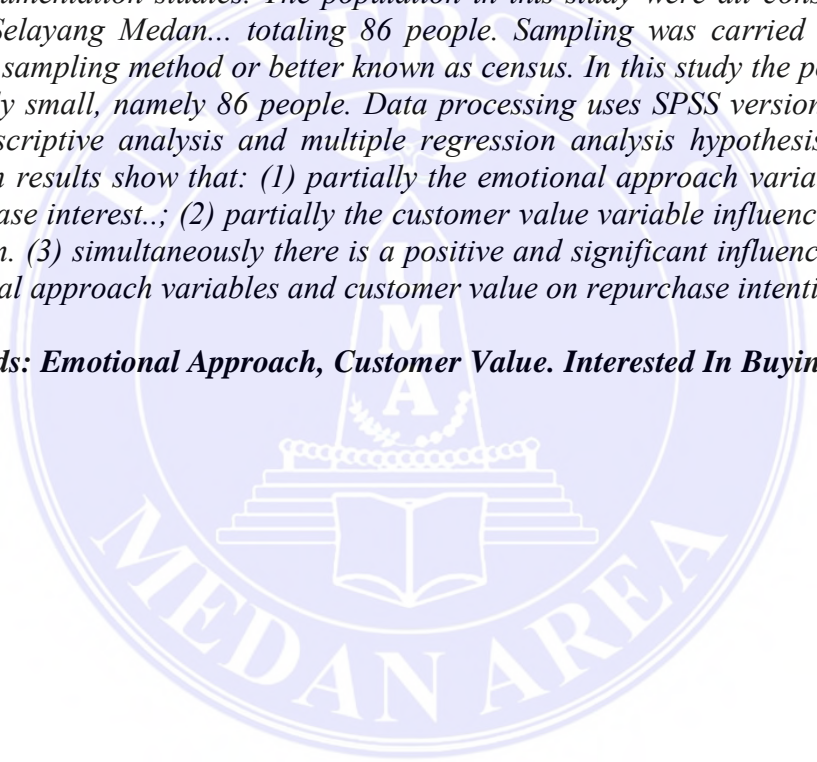 umentation studies. The population in this study were all cons
Selayang Medan... totaling 86 people. Sampling was carried
sampling method or better known as census. In this study the p
ly small, namely 86 people. Data processing uses SPSS version
scriptive analysis and multiple regression analysis hypothesis
n results show that: (1) partially the emotional approach varia
ase interest..; (2) partially the customer value variable influenc
n. (3) simultaneously there is a positive and significant influenc
al approach variables and customer value on repurchase intenti
ds: Emotional Approach, Customer Value. Interested In Buyin
UNIVERSITAS
UMA
MEDAN AREA